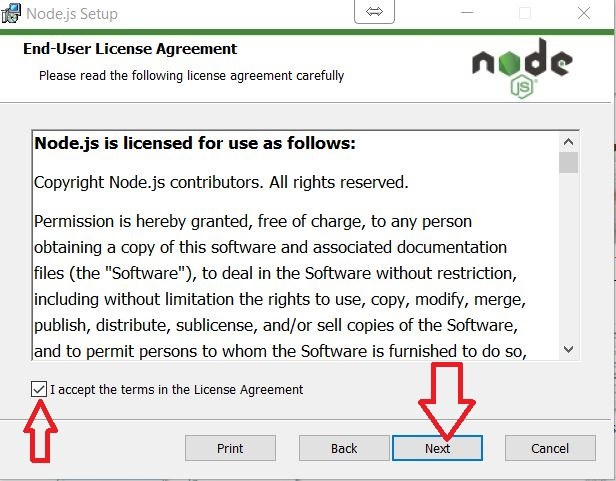 Node.js Setup
End-User License Agreement
Please read the following license agreement carefully
node
JS
Node.js is licensed for use as follows:
Copyright Node.js contributors. All rights reserved.
Permission is hereby granted, free of charge, to any person
obtaining a copy of this software and associated documentation
files (the "Software"), to deal in the Software without restriction,
including without limitation the rights to use, copy, modify, merge,
publish, distribute, sublicense, and/or sell copies of the Software,
and to permit persons to whom the Software is furnished to do so,
I accept the terms in the License Agreement
Print Back Next Cancel